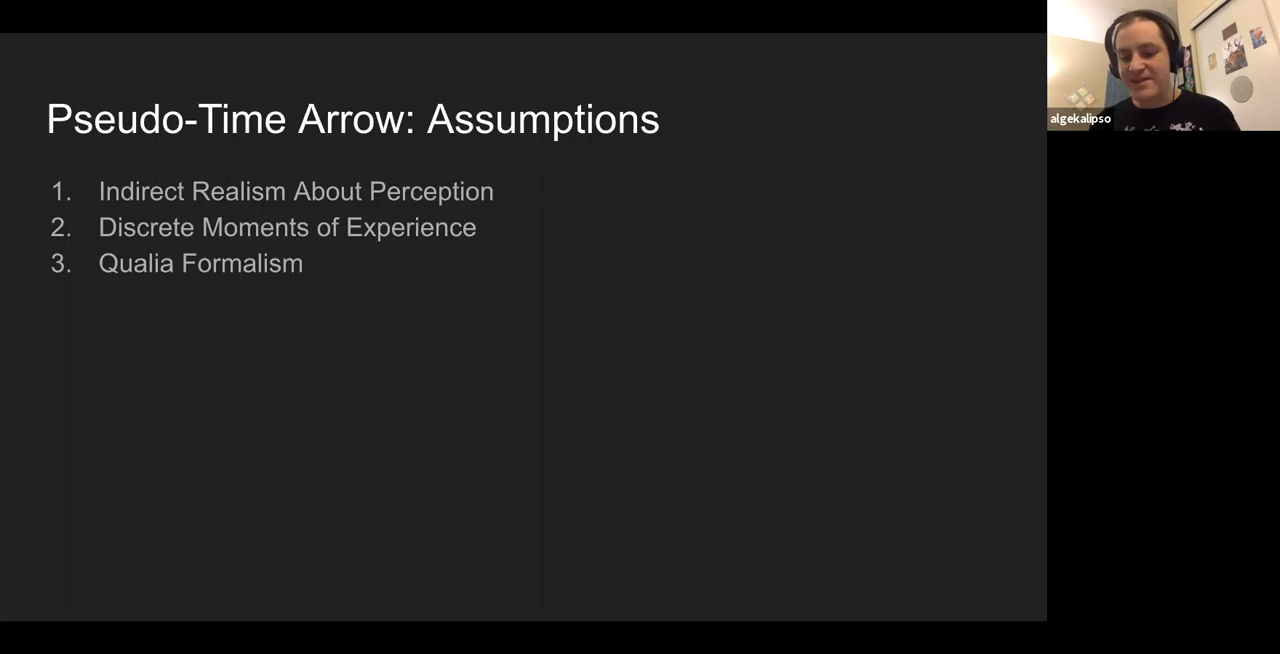 Pseudo-Time Arrow: Assumptions
1. Indirect Realism About Perception
2. Discrete Moments of Experience
3. Qualia Formalism
algekalipso